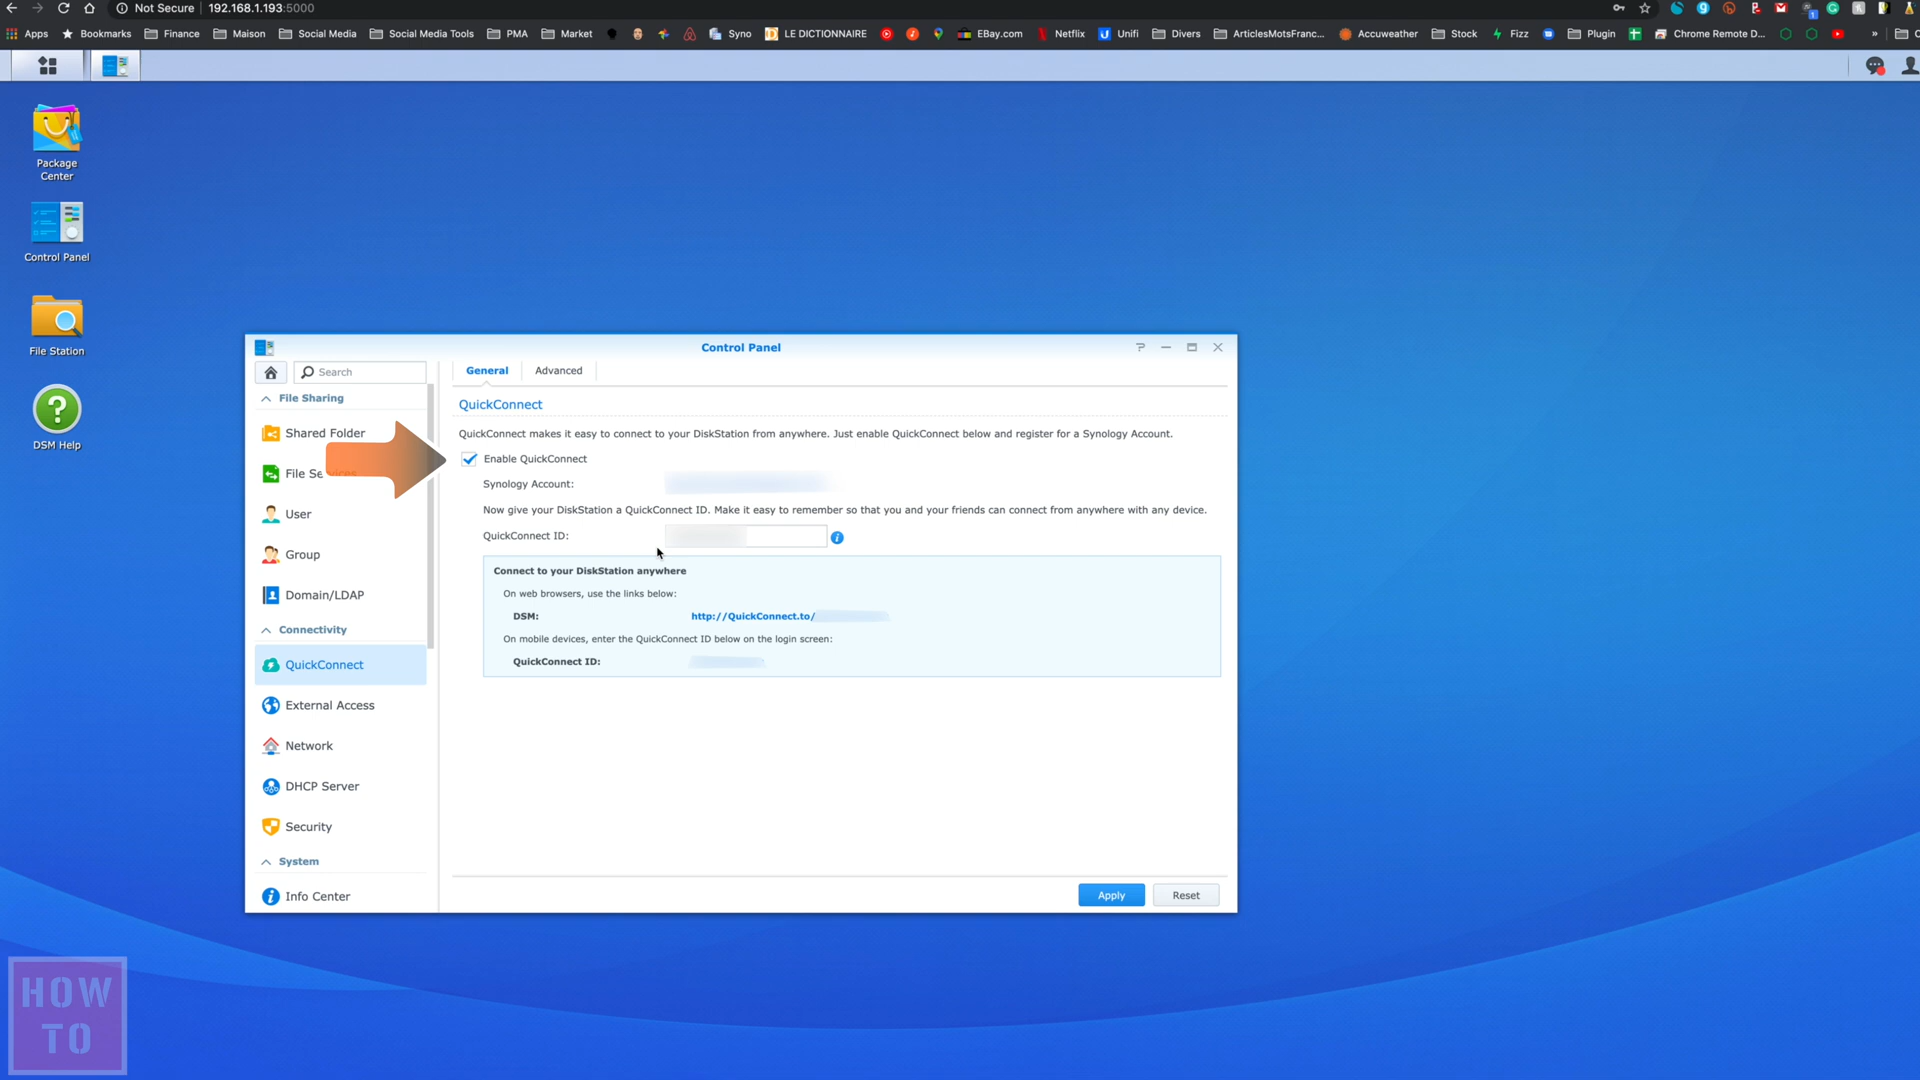 Not Secure
192.168.1.193:5000
Apps
Bookmarks
Finance
Maison
Social Media
Social Media Tools
PMA
Market
Syno
LE DICTIONNAIRE
EBay.com
Netflix
Unifi
Divers
ArticlesMotsFranc...
Accuweather
Stock
Fizz
Plugin
Chrome Remote D...
»
Package
Center
Control Panel
File Station
DSM Help
Control Panel
Search
General
Advanced
File Sharing
Shared Folder
File Services
User
Group
Domain/LDAP
Connectivity
QuickConnect
External Access
Network
DHCP Server
Security
System
Info Center
QuickConnect
QuickConnect makes it easy to connect to your DiskStation from anywhere. Just enable QuickConnect below and register for a Synology Account.
Enable QuickConnect
Synology Account:
Now give your DiskStation a QuickConnect ID. Make it easy to remember so that you and your friends can connect from anywhere with any device.
QuickConnect ID:
Connect to your DiskStation anywhere
On web browsers, use the links below:
DSM:
http://QuickConnect.to/
On mobile devices, enter the QuickConnect ID below on the login screen:
QuickConnect ID:
Apply
Reset
HOW
TO